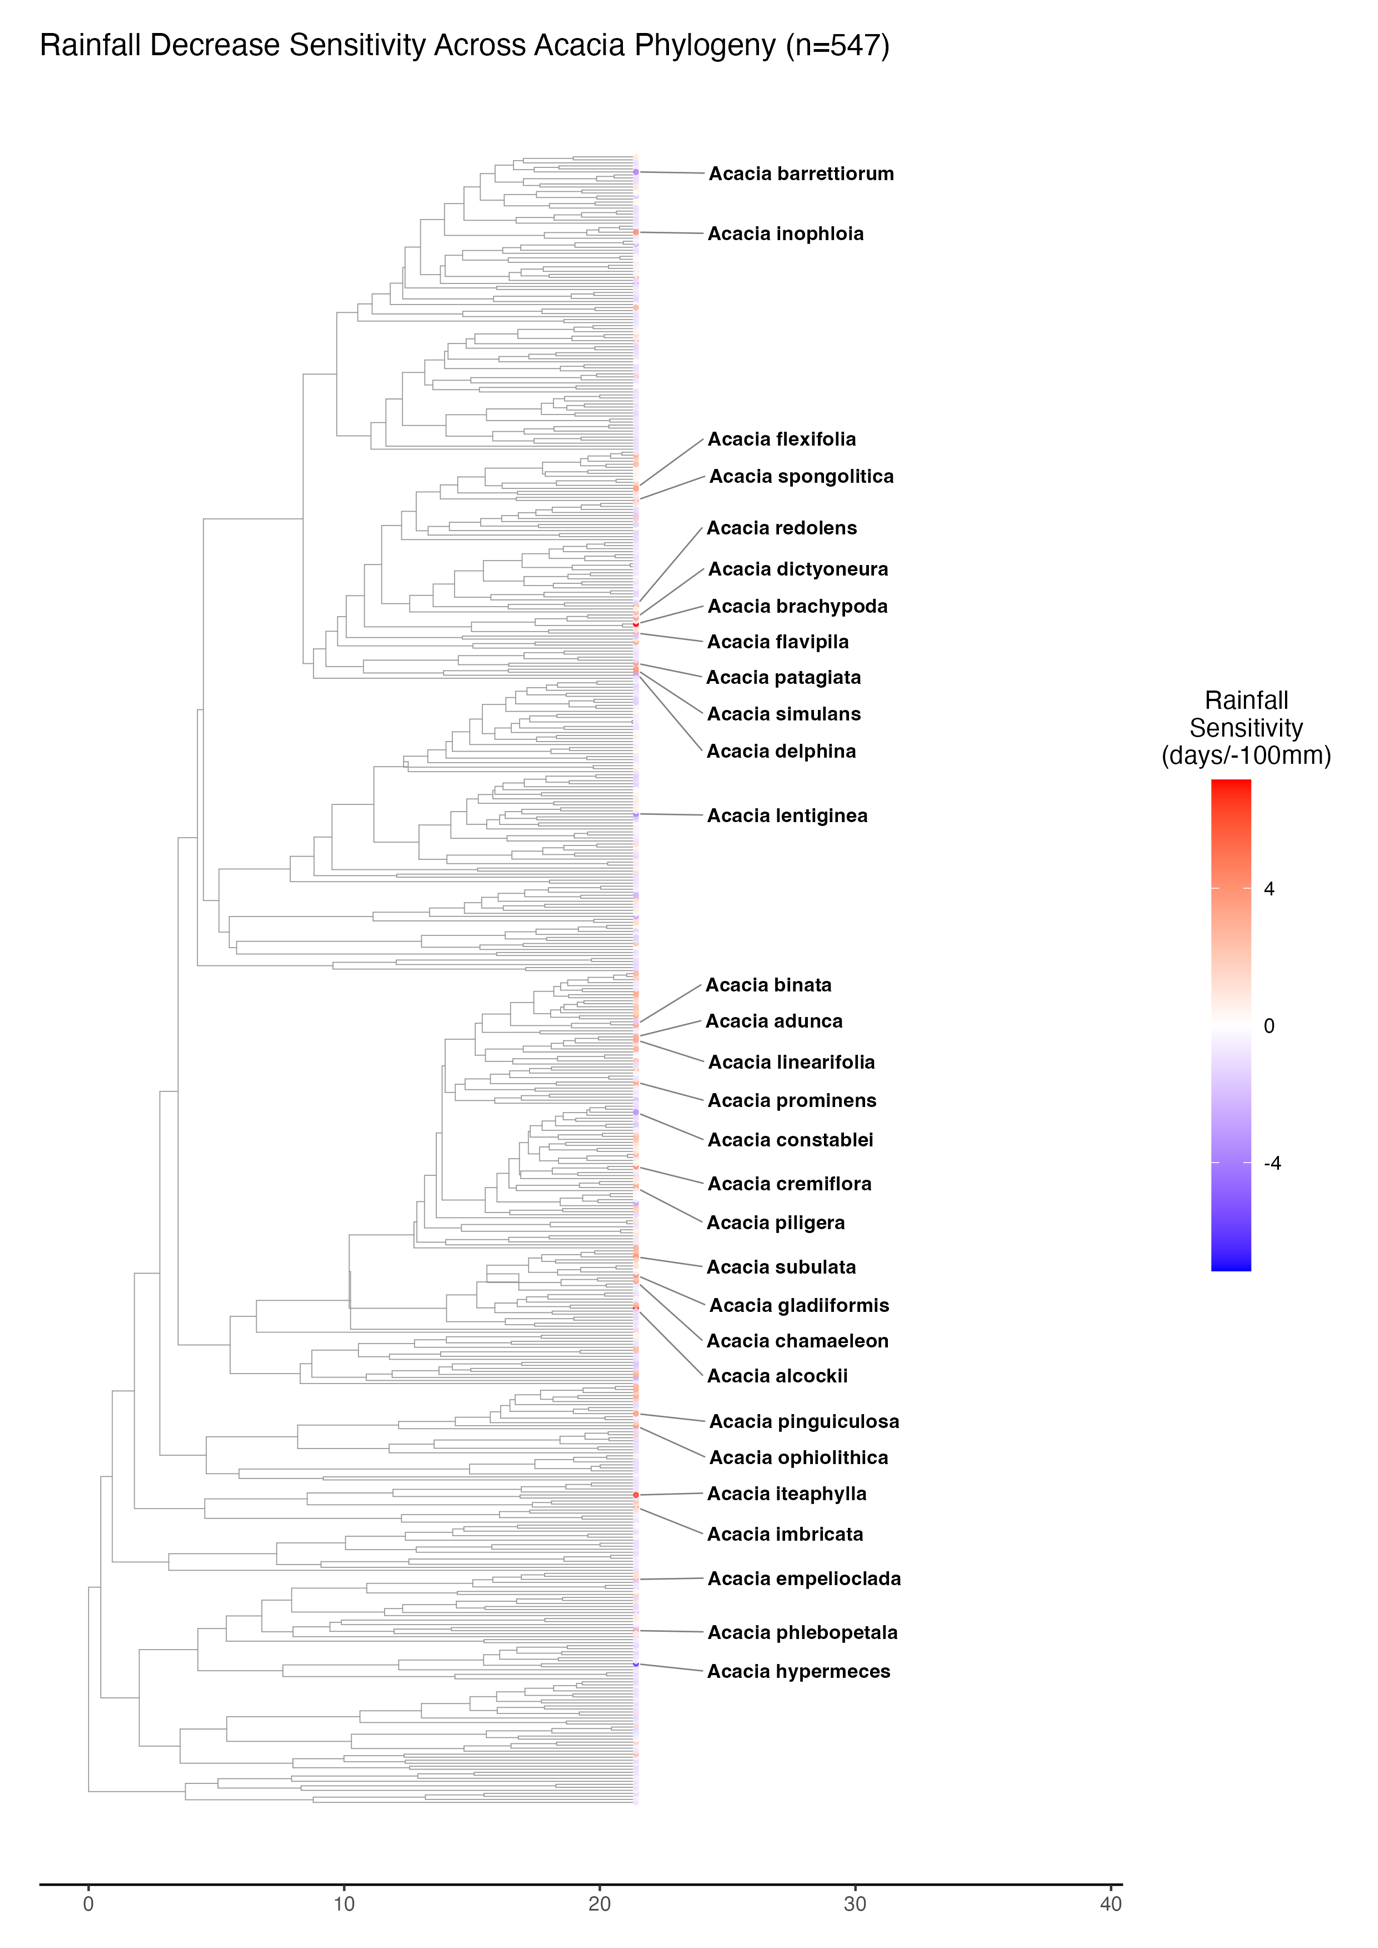 Rainfall Decrease Sensitivity Across Acacia Phylogeny (n=547)
Acacia barrettiorum
Acacia inophloia
Acacia flexifolia
Acacia spongolitica
Acacia redolens
Acacia dictyoneura
Acacia brachypoda
Acacia flavipila
Acacia patagiata
Acacia simulans
Acacia delphina
Acacia lentiginea
Acacia binata
Acacia adunca
Acacia linearifolia
Acacia prominens
Acacia constablei
Acacia cremiflora
Acacia piligera
Acacia subulata
Acacia gladiiformis
Acacia chamaeleon
Acacia alcockii
Acacia pinguiculosa
Acacia ophiolithica
Acacia iteaphylla
Acacia imbricata
Acacia empelioclada
Acacia phlebopetala
Acacia hypermeces
Rainfall
Sensitivity
(days/-100mm)
4
0
-4
0 10 20 30 40